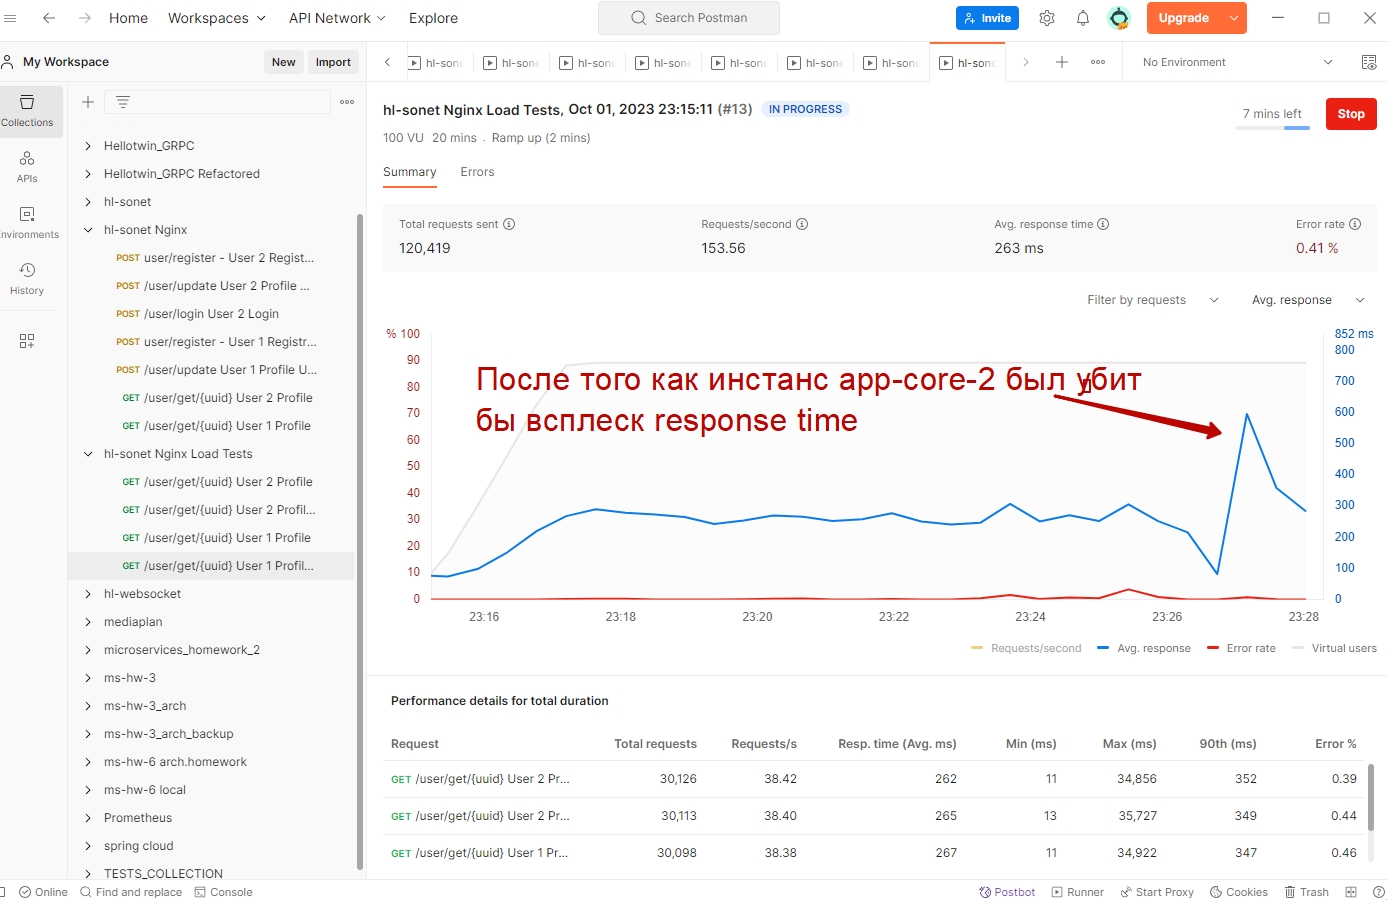 Home Workspaces API Network Explore Search Postman Invite Upgrade
My Workspace New Import hl-sone hl-sone hl-sone hl-sone hl-sone hl-sone hl-sone hl-sone No Environment
Collections
APIs
Environments
History
Hellotwin_GRPC
Hellotwin_GRPC Refactored
hl-sonet
hl-sonet Nginx
POST user/register - User 2 Regist...
POST /user/update User 2 Profile ...
POST /user/login User 2 Login
POST user/register - User 1 Registr...
POST /user/update User 1 Profile U...
GET /user/get/{uuid} User 2 Profile
GET /user/get/{uuid} User 1 Profile
hl-sonet Nginx Load Tests
GET /user/get/{uuid} User 2 Profile
GET /user/get/{uuid} User 2 Profil...
GET /user/get/{uuid} User 1 Profile
GET /user/get/{uuid} User 1 Profil...
hl-websocket
mediaplan
microservices_homework_2
ms-hw-3
ms-hw-3_arch
ms-hw-3_arch_backup
ms-hw-6 arch.homework
ms-hw-6 local
Prometheus
spring cloud
TESTS_COLLECTION
hl-sonet Nginx Load Tests, Oct 01, 2023 23:15:11 (#13) IN PROGRESS
7 mins left Stop
100 VU 20 mins . Ramp up (2 mins)
Summary Errors
Total requests sent Requests/second Avg. response time Error rate
120,419 153.56 263 ms 0.41 %
Filter by requests Avg. response
% 100
90
80
70
60
50
40
30
20
10
0
После того как инстанс app-core-2 был убит
бы всплеск response time
852 ms
800
700
600
500
400
300
200
100
0
23:16 23:18 23:20 23:22 23:24 23:26 23:28
Requests/second Avg. response Error rate Virtual users
Performance details for total duration
Request Total requests Requests/s Resp. time (Avg. ms) Min (ms) Max (ms) 90th (ms) Error %
GET /user/get/{uuid} User 2 Pr... 30,126 38.42 262 11 34,856 352 0.39
GET /user/get/{uuid} User 2 Pr... 30,113 38.40 265 13 35,727 349 0.44
GET /user/get/{uuid} User 1 Pr... 30,098 38.38 267 11 34,922 347 0.46
Online Find and replace Console Postbot Runner Start Proxy Cookies Trash